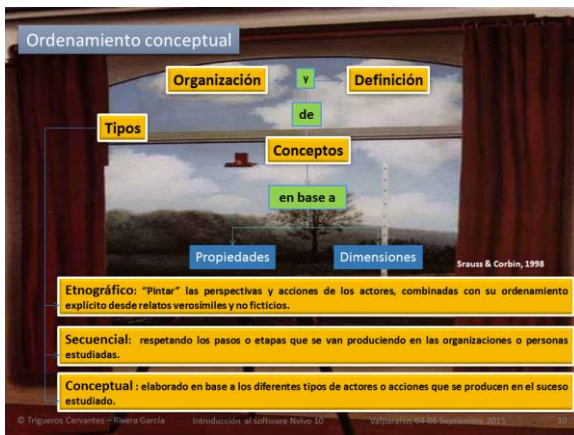 Ordenamiento conceptual
Organización y Definición
de
Tipos
Conceptos
en base a
Propiedades Dimensiones
Srauss & Corbin, 1998
Etnográfico: “Pintar” las perspectivas y acciones de los actores, combinadas con su ordenamiento
explícito desde relatos verosímiles y no ficticios.
Secuencial: respetando los pasos o etapas que se van produciendo en las organizaciones o personas
estudiadas.
Conceptual : elaborado en base a los diferentes tipos de actores o acciones que se producen en el suceso
estudiado.
© Trigueros Cervantes – Rivera García Introducción al software Nvivo 10 Valparaíso, 04-05 Septiembre 2015 10